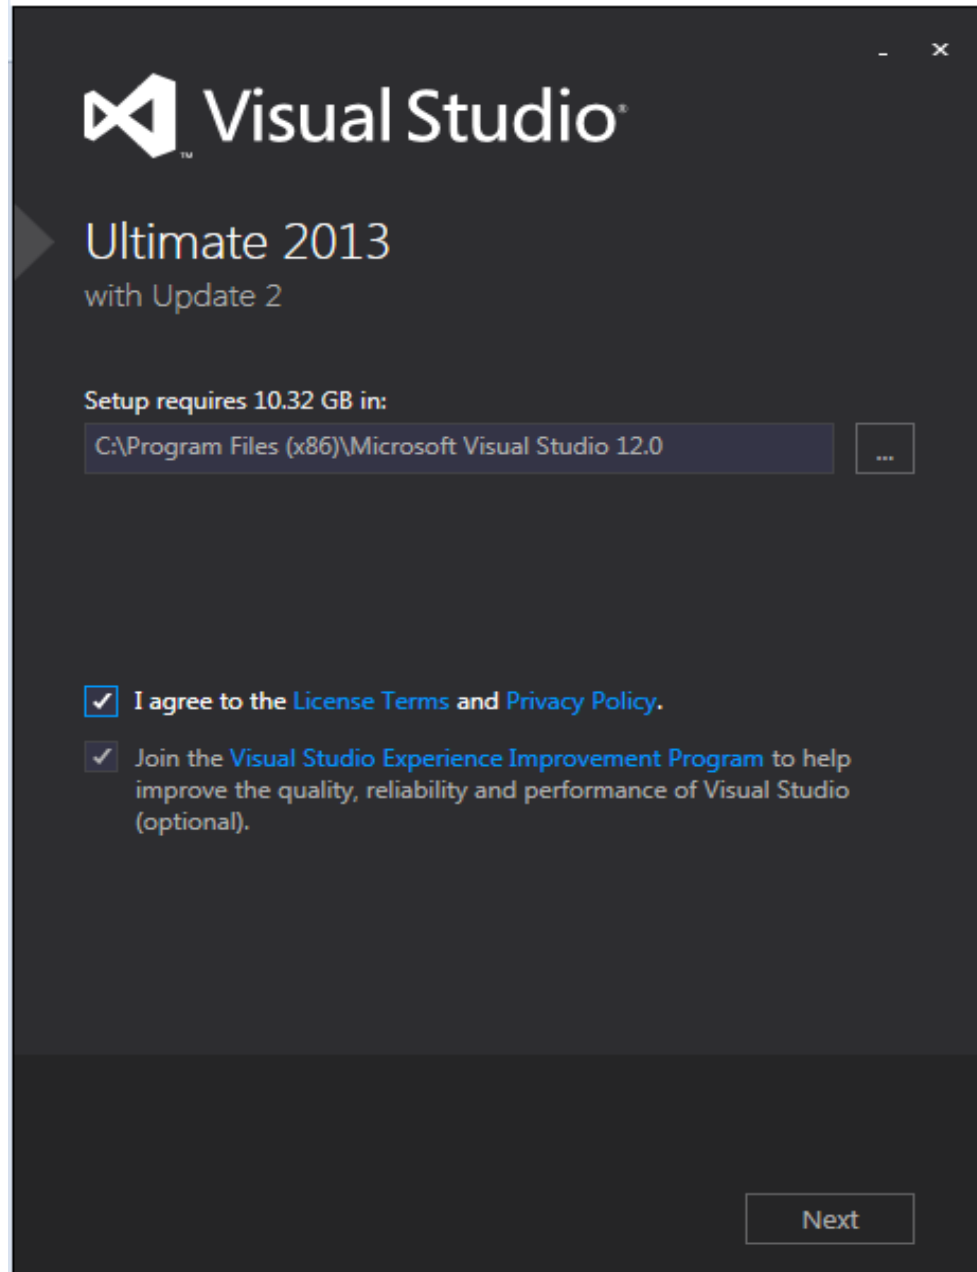 Visual Studio®
™
Ultimate 2013
with Update 2
Setup requires 10.32 GB in:
C:\Program Files (x86)\Microsoft Visual Studio 12.0
...
I agree to the License Terms and Privacy Policy.
Join the Visual Studio Experience Improvement Program to help
improve the quality, reliability and performance of Visual Studio
(optional).
Next